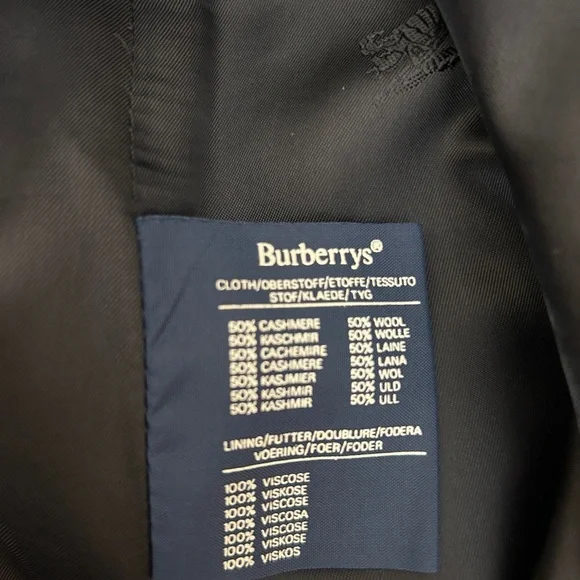 Burberrys®
CLOTH/OBERSTOFF/ETOFFE/TESSUTO
STOF/KLAEDE/TYG
50% CASHMERE 50% WOOL
50% KASCHMIR 50% WOLLE
50% CACHEMIRE 50% LAINE
50% CASHMERE 50% LANA
50% KASJMIER 50% WOL
50% KASHMIR 50% ULD
50% KASHMIR 50% ULL
LINING/FUTTER/DOUBLURE/FODERA
VOERING/FOER/FODER
100% VISCOSE
100% VISKOSE
100% VISCOSE
100% VISCOSA
100% VISCOSE
100% VISKOSE
100% VISKOS